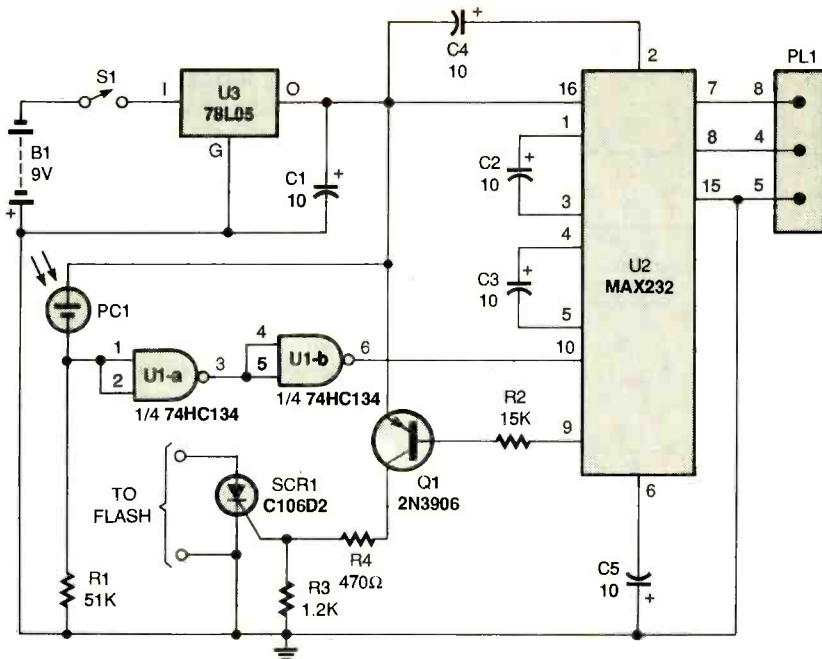 C4
10
+
2
PL1
S1
I
U3
78L05
O
G
16
7
8
1
8
4
15
5
B1
9V
+
C1
10
+
C2
10
+
3
4
C3
10
+
5
U2
MAX232
PC1
10
1
2
U1-a
3
4
5
U1-b
6
1/4 74HC134
1/4 74HC134
R2
15K
9
Q1
2N3906
6
TO
FLASH
SCR1
C106D2
R4
470Ω
R1
51K
R3
1.2K
C5
10
+